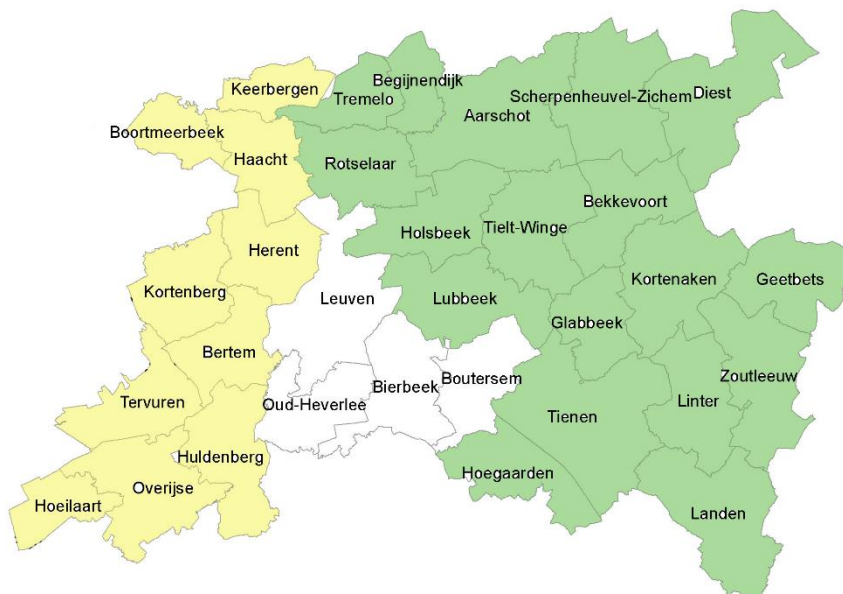 Keerbergen
Begijnendijk
Tremelo
Scherpenheuvel-Zichem
Diest
Aarschot
Boortmeerbeek
Haacht
Rotselaar
Bekkevoort
Holsbeek
Tielt-Winge
Herent
Kortenberg
Leuven
Lubbeek
Kortenaken
Geetbets
Glabbeek
Bertem
Bierbeek
Boutersem
Zoutleeuw
Tervuren
Oud-Heverlee
Tienen
Linter
Huldenberg
Hoegaarden
Overijse
Hoeilaart
Landen